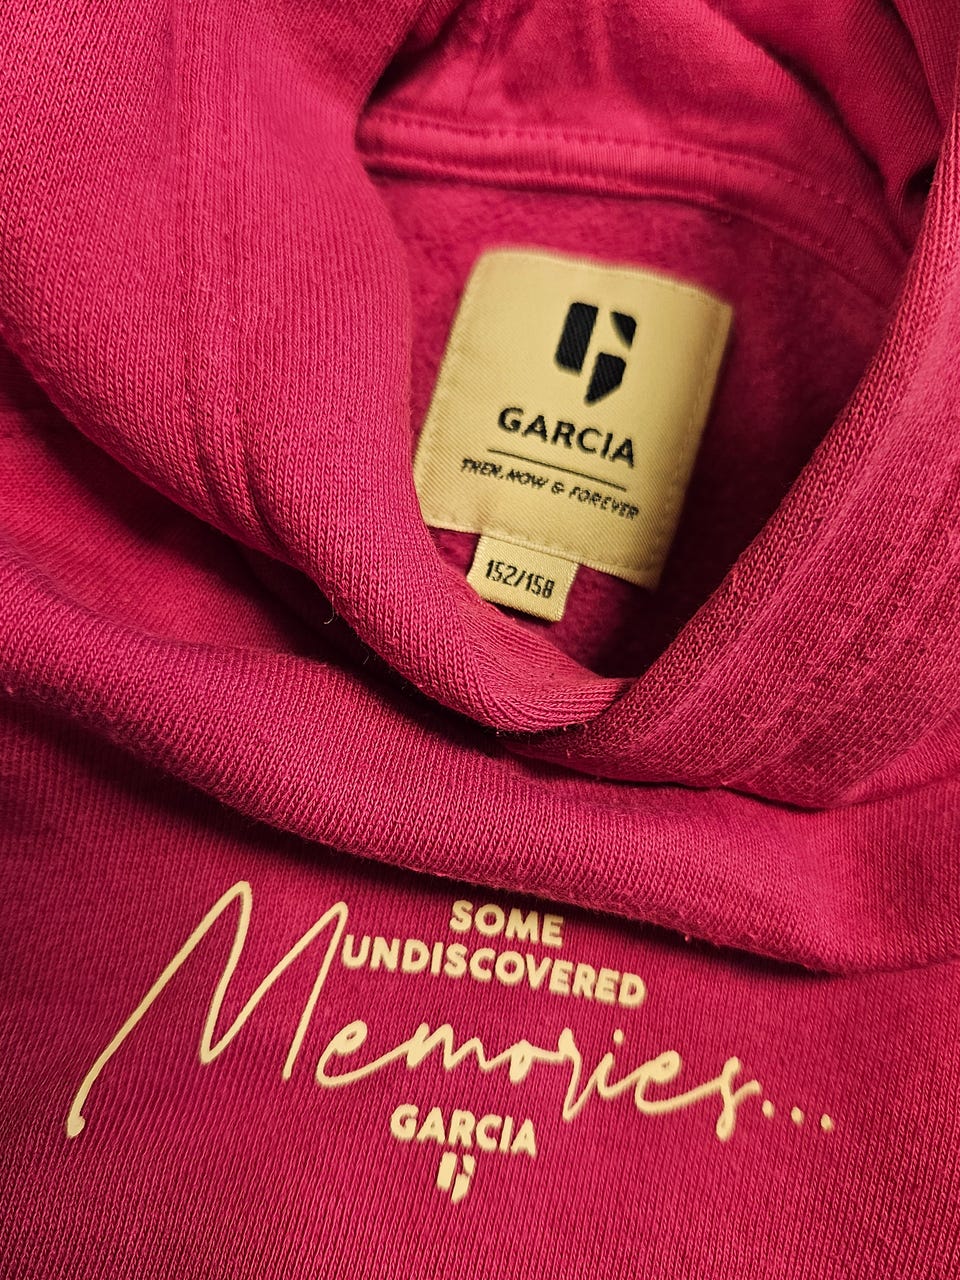 GARCIA
THEN, NOW & FOREVER
152/158
SOME
UNDISCOVERED
Memories...
GARCIA